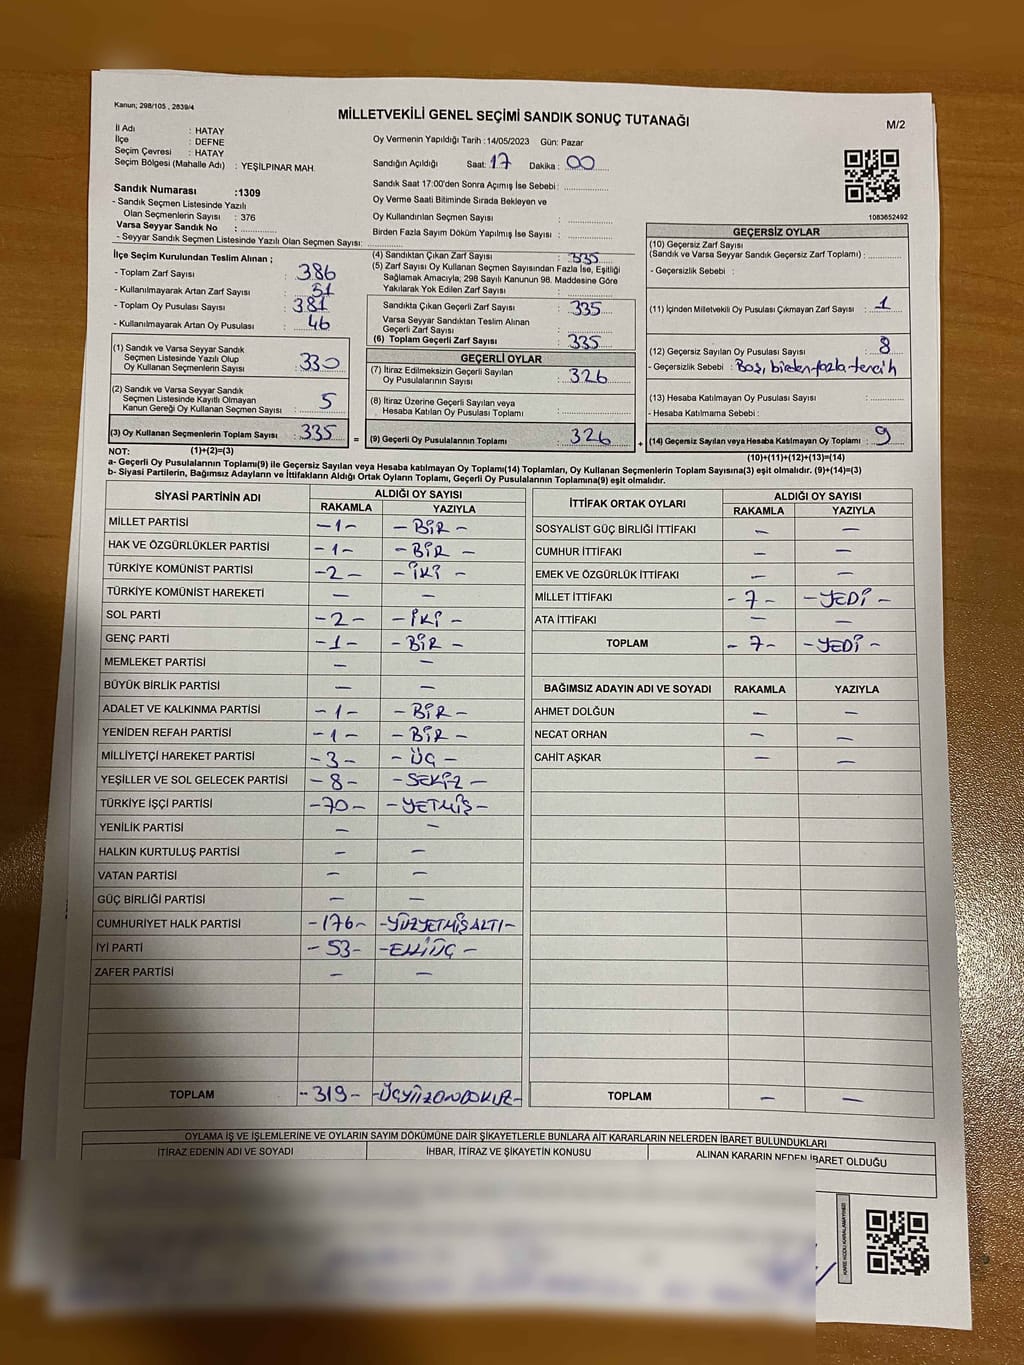 Kanun; 298/105 , 2839/4
MİLLETVEKİLİ GENEL SEÇİMİ SANDIK SONUÇ TUTANAĞI
M/2
İl Adı : HATAY
İlçe : DEFNE
Seçim Çevresi : HATAY
Seçim Bölgesi (Mahalle Adı) : YEŞİLPINAR MAH.
Oy Vermenin Yapıldığı Tarih : 14/05/2023 Gün: Pazar
Sandığın Açıldığı Saat: 17 Dakika : 00
Sandık Saat 17:00'den Sonra Açımış İse Sebebi :
Oy Verme Saati Bitiminde Sırada Bekleyen ve
Oy Kullandırılan Seçmen Sayısı :
Birden Fazla Sayım Döküm Yapılmış İse Sayısı :
1083652492
Sandık Numarası :1309
- Sandık Seçmen Listesinde Yazılı
Olan Seçmenlerin Sayısı : 376
Varsa Seyyar Sandık No :
- Seyyar Sandık Seçmen Listesinde Yazılı Olan Seçmen Sayısı:
İlçe Seçim Kurulundan Teslim Alınan ;
- Toplam Zarf Sayısı : 386
- Kullanılmayarak Artan Zarf Sayısı : 51
- Toplam Oy Pusulası Sayısı : 381
- Kullanılmayarak Artan Oy Pusulası : 46
(1) Sandık ve Varsa Seyyar Sandık
Seçmen Listesinde Yazılı Olup
Oy Kullanan Seçmenlerin Sayısı : 330
(2) Sandık ve Varsa Seyyar Sandık
Seçmen Listesinde Kayıtlı Olmayan
Kanun Gereği Oy Kullanan Seçmen Sayısı : 5
(3) Oy Kullanan Seçmenlerin Toplam Sayısı : 335
(4) Sandıktan Çıkan Zarf Sayısı : 335
(5) Zarf Sayısı Oy Kullanan Seçmen Sayısından Fazla İse, Eşitliği
Sağlamak Amacıyla; 298 Sayılı Kanunun 98. Maddesine Göre
Yakılarak Yok Edilen Zarf Sayısı :
Sandıkta Çıkan Geçerli Zarf Sayısı : 335
Varsa Seyyar Sandıktan Teslim Alınan
Geçerli Zarf Sayısı :
(6) Toplam Geçerli Zarf Sayısı : 335
GEÇERLİ OYLAR
(7) İtiraz Edilmeksizin Geçerli Sayılan
Oy Pusulalarının Sayısı : 326
(8) İtiraz Üzerine Geçerli Sayılan veya
Hesaba Katılan Oy Pusulası Toplamı :
= (9) Geçerli Oy Pusulalarının Toplamı : 326 +
GEÇERSİZ OYLAR
(10) Geçersiz Zarf Sayısı
(Sandık ve Varsa Seyyar Sandık Geçersiz Zarf Toplamı) :
- Geçersizlik Sebebi :
(11) İçinden Milletvekili Oy Pusulası Çıkmayan Zarf Sayısı : 1
(12) Geçersiz Sayılan Oy Pusulası Sayısı : 8
- Geçersizlik Sebebi : Boş, birden fazla tercih
(13) Hesaba Katılmayan Oy Pusulası Sayısı :
- Hesaba Katılmama Sebebi :
(14) Geçersiz Sayılan veya Hesaba Katılmayan Oy Toplamı : 9
NOT: (1)+(2)=(3)
(10)+(11)+(12)+(13)=(14)
a- Geçerli Oy Pusulalarının Toplamı(9) ile Geçersiz Sayılan veya Hesaba katılmayan Oy Toplamı(14) Toplamları, Oy Kullanan Seçmenlerin Toplam Sayısına(3) eşit olmalıdır. (9)+(14)=(3)
b- Siyasi Partilerin, Bağımsız Adayların ve İttifakların Aldığı Ortak Oyların Toplamı, Geçerli Oy Pusulalarının Toplamına(9) eşit olmalıdır.
SİYASİ PARTİNİN ADI ALDIĞI OY SAYISI
RAKAMLA YAZIYLA
MİLLET PARTİSİ -1- -BİR-
HAK VE ÖZGÜRLÜKLER PARTİSİ -1- -BİR-
TÜRKİYE KOMÜNİST PARTİSİ -2- -İKİ-
TÜRKİYE KOMÜNİST HAREKETİ - -
SOL PARTİ -2- -İKİ-
GENÇ PARTİ -1- -BİR-
MEMLEKET PARTİSİ - -
BÜYÜK BİRLİK PARTİSİ - -
ADALET VE KALKINMA PARTİSİ -1- -BİR-
YENİDEN REFAH PARTİSİ -1- -BİR-
MİLLİYETÇİ HAREKET PARTİSİ -3- -ÜÇ-
YEŞİLLER VE SOL GELECEK PARTİSİ -8- -SEKİZ-
TÜRKİYE İŞÇİ PARTİSİ -70- -YETMİŞ-
YENİLİK PARTİSİ - -
HALKIN KURTULUŞ PARTİSİ - -
VATAN PARTİSİ - -
GÜÇ BİRLİĞİ PARTİSİ - -
CUMHURİYET HALK PARTİSİ -176- -YÜZYETMİŞALTI-
İYİ PARTİ -53- -ELLİÜÇ-
ZAFER PARTİSİ - -
TOPLAM -319- -ÜÇYÜZONDOKUZ-
İTTİFAK ORTAK OYLARI ALDIĞI OY SAYISI
RAKAMLA YAZIYLA
SOSYALİST GÜÇ BİRLİĞİ İTTİFAKI - -
CUMHUR İTTİFAKI - -
EMEK VE ÖZGÜRLÜK İTTİFAKI - -
MİLLET İTTİFAKI -7- -YEDİ-
ATA İTTİFAKI - -
TOPLAM -7- -YEDİ-
BAĞIMSIZ ADAYIN ADI VE SOYADI RAKAMLA YAZIYLA
AHMET DOLĞUN - -
NECAT ORHAN - -
CAHİT AŞKAR - -
TOPLAM - -
OYLAMA İŞ VE İŞLEMLERİNE VE OYLARIN SAYIM DÖKÜMÜNE DAİR ŞİKAYETLERLE BUNLARA AİT KARARLARIN NELERDEN İBARET BULUNDUKLARI
İTİRAZ EDENİN ADI VE SOYADI İHBAR, İTİRAZ VE ŞİKAYETİN KONUSU ALINAN KARARIN NEDEN İBARET OLDUĞU
KARE KODU KARALAMAYINIZ!